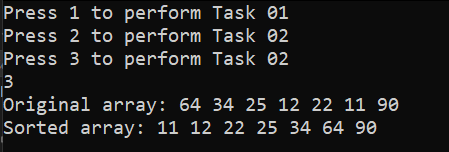 Press 1 to perform Task 01
Press 2 to perform Task 02
Press 3 to perform Task 02
3
Original array: 64 34 25 12 22 11 90
Sorted array: 11 12 22 25 34 64 90